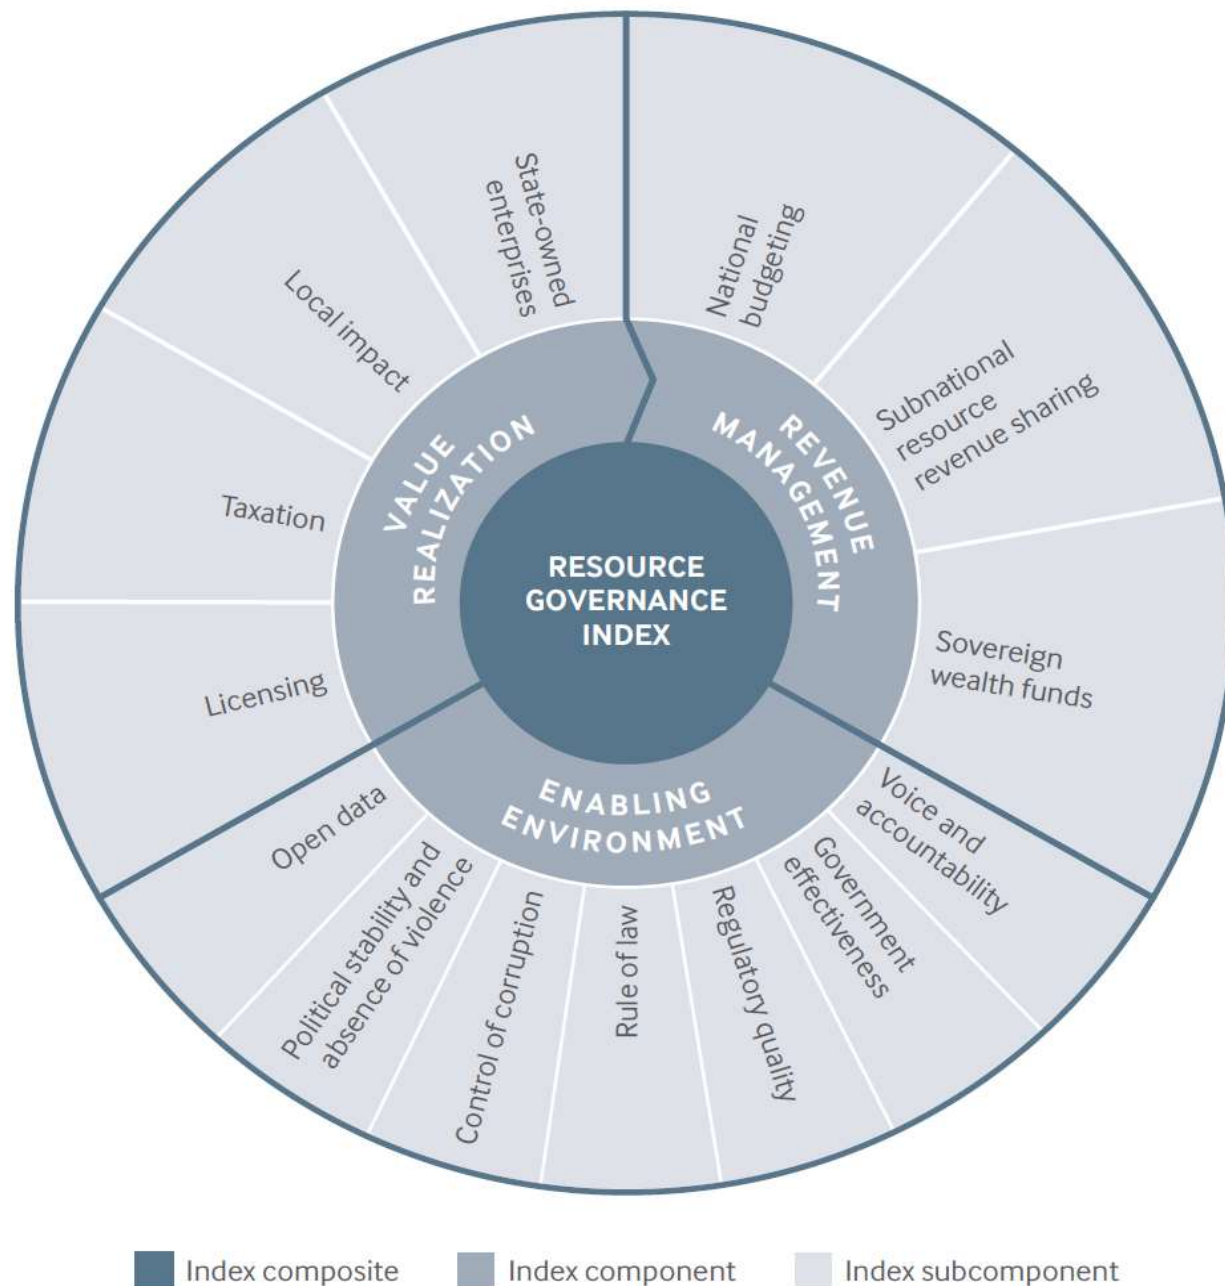 State-owned
enterprises
National
budgeting
Local impact
Subnational
resource
revenue sharing
VALUE
REALIZATION
REVENUE
MANAGEMENT
Taxation
RESOURCE
GOVERNANCE
INDEX
Sovereign
wealth funds
Licensing
ENABLING
ENVIRONMENT
Open data
Political stability and
absence of violence
Control of corruption
Rule of law
Regulatory quality
Government
effectiveness
Voice and
accountability
Index composite
Index component
Index subcomponent